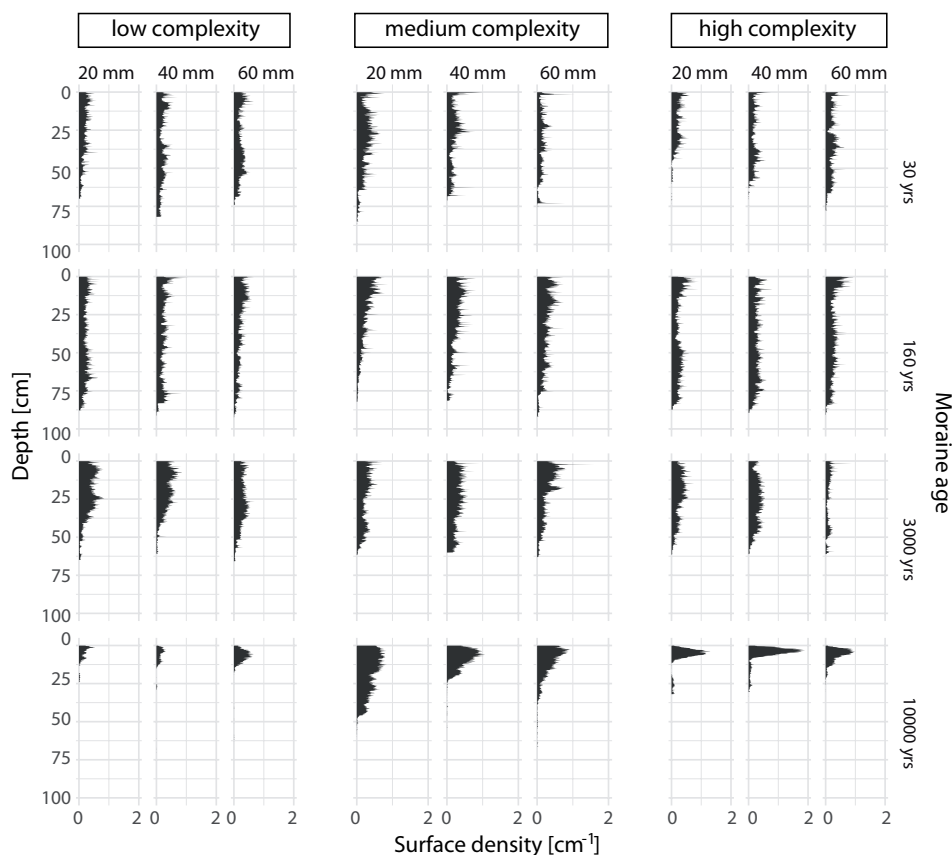 low complexity medium complexity high complexity
20 mm 40 mm 60 mm 20 mm 40 mm 60 mm 20 mm 40 mm 60 mm
0
25
50
75
100
30 yrs
0
25
50
75
100
160 yrs
0
25
50
75
100
3000 yrs
0
25
50
75
100
10000 yrs
Depth [cm]
Moraine age
0 2 0 2 0 2 0 2 0 2 0 2 0 2 0 2 0 2
Surface density [cm⁻¹]